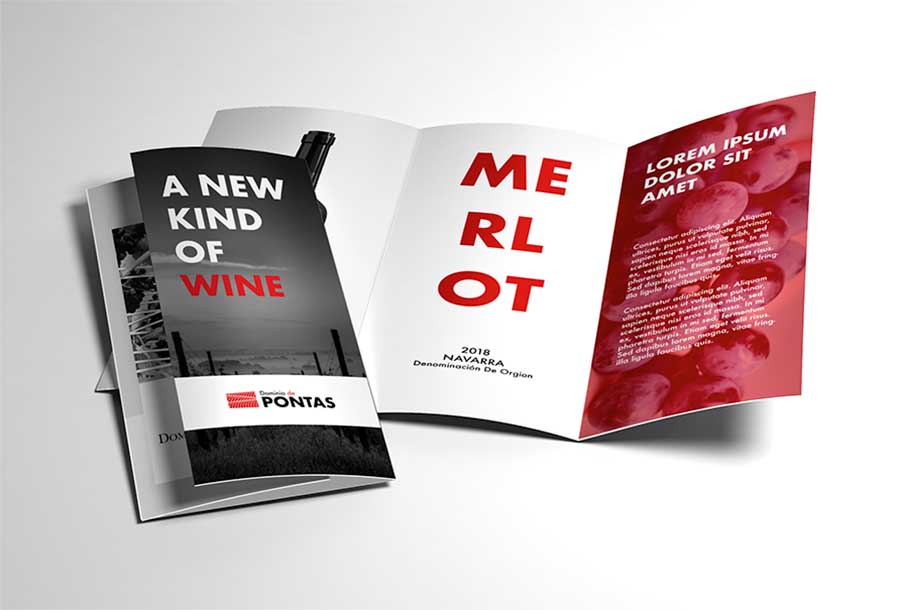 A NEW
KIND
OF
WINE
Dominio de
PONTAS
ME
RL
OT
2018
NAVARRA
Denominación De Orgian
LOREM IPSUM
DOLOR SIT
AMET
Consectetur adipiscing elit. Aliquam
ultrices, purus ut vulputate pulvinar,
sapien neque scelerisque nibh, sed
scelerisque nisi eros id massa. In mi
ex, vestibulum in mi sed, fermentum
pharetra turpis. Etiam eget velit risus.
Sed dapibus lorem magna, vitae fring-
illa ligula faucibus quis.
Consectetur adipiscing elit. Aliquam
ultrices, purus ut vulputate pulvinar,
sapien neque scelerisque nibh, sed
scelerisque nisi eros id massa. In mi
ex, vestibulum in mi sed, fermentum
pharetra turpis. Etiam eget velit risus.
Sed dapibus lorem magna, vitae fring-
illa ligula faucibus quis.